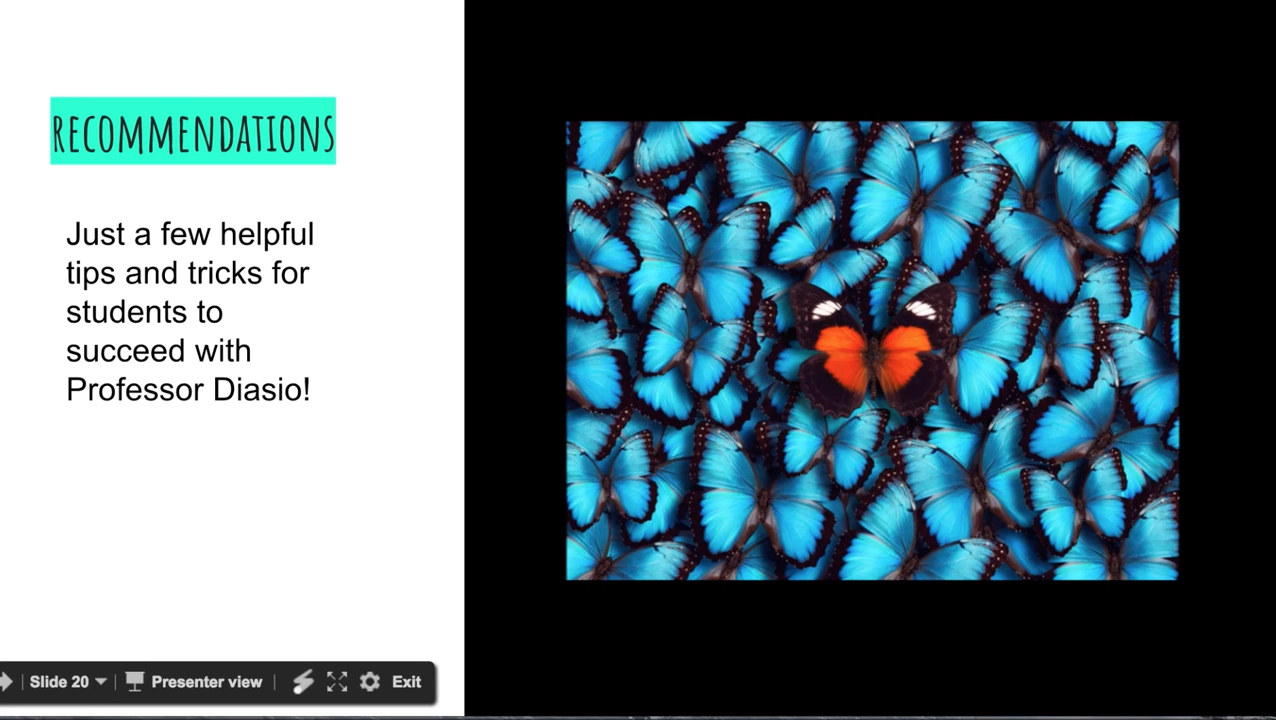 RECOMMENDATIONS
Just a few helpful
tips and tricks for
students to
succeed with
Professor Diasio!
Slide 20 Presenter view Exit